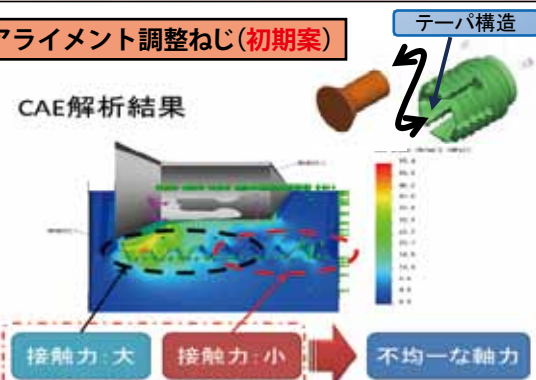 アライメント調整ねじ(初期案)
テーパ構造
CAE解析結果
接触力:大
接触力:小
不均一な軸力